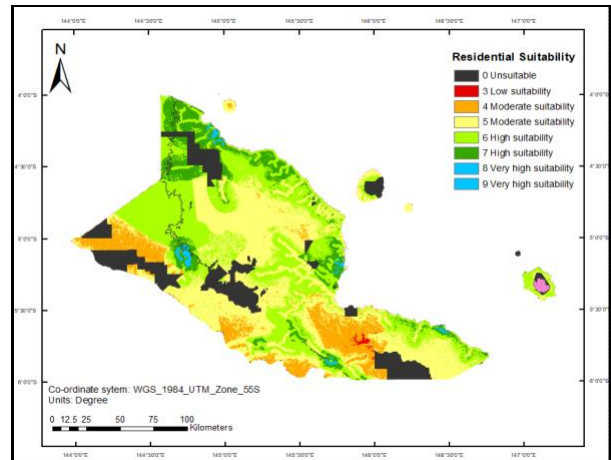 144°0'0"E 144°30'0"E 145°0'0"E 145°30'0"E 146°0'0"E 146°30'0"E 147°0'0"E
N
Residential Suitability
0 Unsuitable
3 Low suitability
4 Moderate suitability
5 Moderate suitability
6 High suitability
7 High suitability
8 Very high suitability
9 Very high suitability
4°0'0"S 4°0'0"S
4°30'0"S 4°30'0"S
5°0'0"S 5°0'0"S
5°30'0"S 5°30'0"S
6°0'0"S 6°0'0"S
Co-ordinate sytem: WGS_1984_UTM_Zone_55S
Units: Degree
0 12.5 25 50 75 100
Kilometers
144°0'0"E 144°30'0"E 145°0'0"E 145°30'0"E 146°0'0"E 146°30'0"E 147°0'0"E